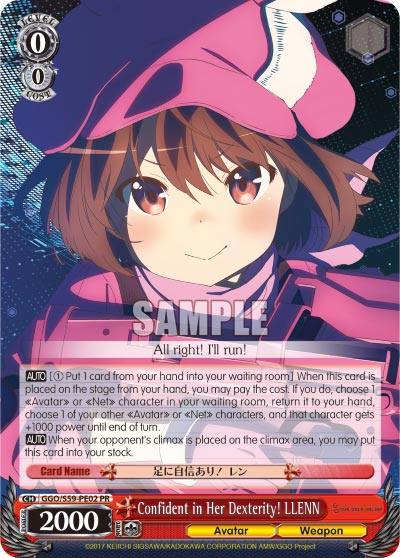 LEVEL
0
0
COST
SAMPLE
All right! I'll run!
AUTO [① Put 1 card from your hand into your waiting room] When this card is
placed on the stage from your hand, you may pay the cost. If you do, choose 1
«Avatar» or «Net» character in your waiting room, return it to your hand,
choose 1 of your other «Avatar» or «Net» characters, and that character gets
+1000 power until end of turn.
AUTO When your opponent's climax is placed on the climax area, you may put
this card into your stock.
Card Name
足に自信あり! レン
CH GGO/S59-PE02 PR
2000
Confident in Her Dexterity! LLENN
Avatar
Weapon
©2017 KEIICHI SIGSAWA/KADOKAWA CORPORATION AMW/GGO Project